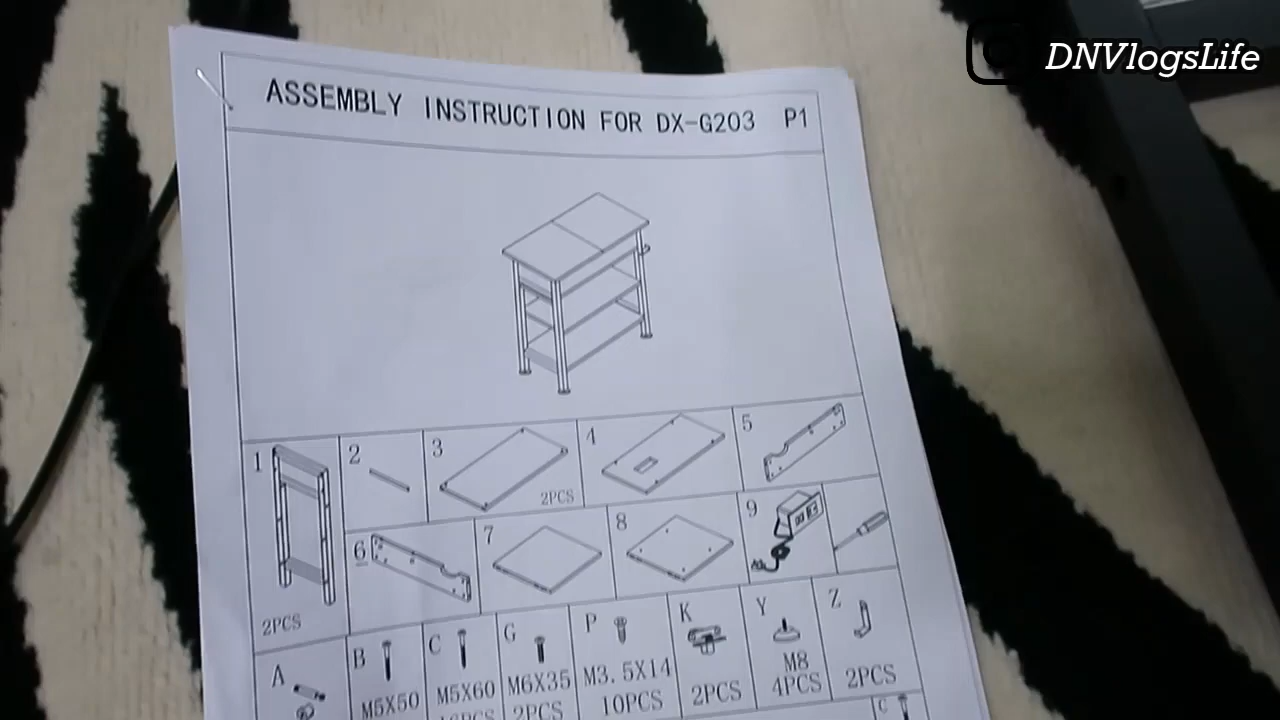 DNVlogsLife
ASSEMBLY INSTRUCTION FOR DX-G203 P1
1
2PCS
2
3
2PCS
4
5
6
7
8
9
A
B
M5X50
C
M5X60
G
M6X35
2PCS
P
M3.5X14
10PCS
K
2PCS
Y
M8
4PCS
Z
2PCS
C